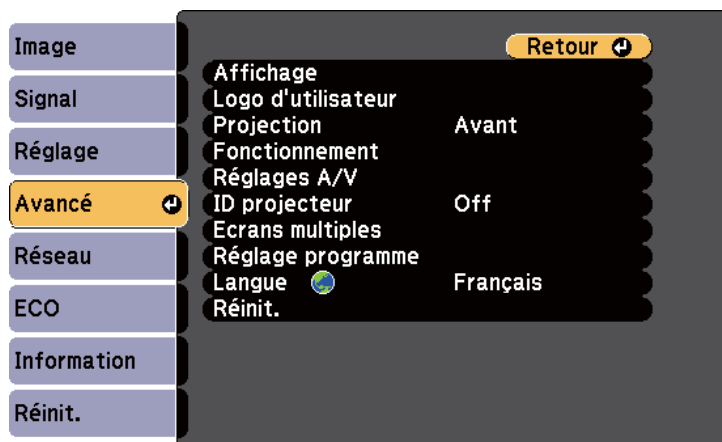 Image
Signal
Réglage
Avancé
Réseau
ECO
Information
Réinit.
Retour
Affichage
Logo d'utilisateur
Projection Avant
Fonctionnement
Réglages A/V
ID projecteur Off
Ecrans multiples
Réglage programme
Langue Français
Réinit.